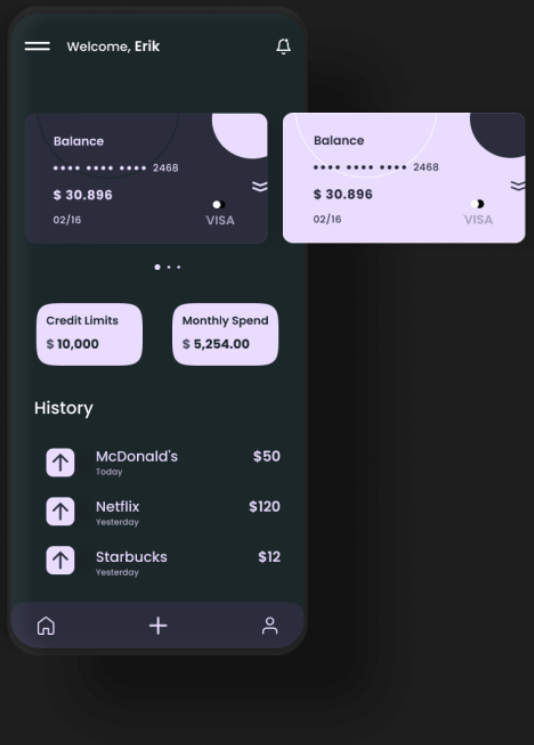 Welcome, Erik
Balance
•••• •••• •••• 2468
$ 30.896
02/16
VISA
Balance
•••• •••• •••• 2468
$ 30.896
02/16
VISA
Credit Limits
$ 10,000
Monthly Spend
$ 5,254.00
History
McDonald's $50
Today
Netflix $120
Yesterday
Starbucks $12
Yesterday